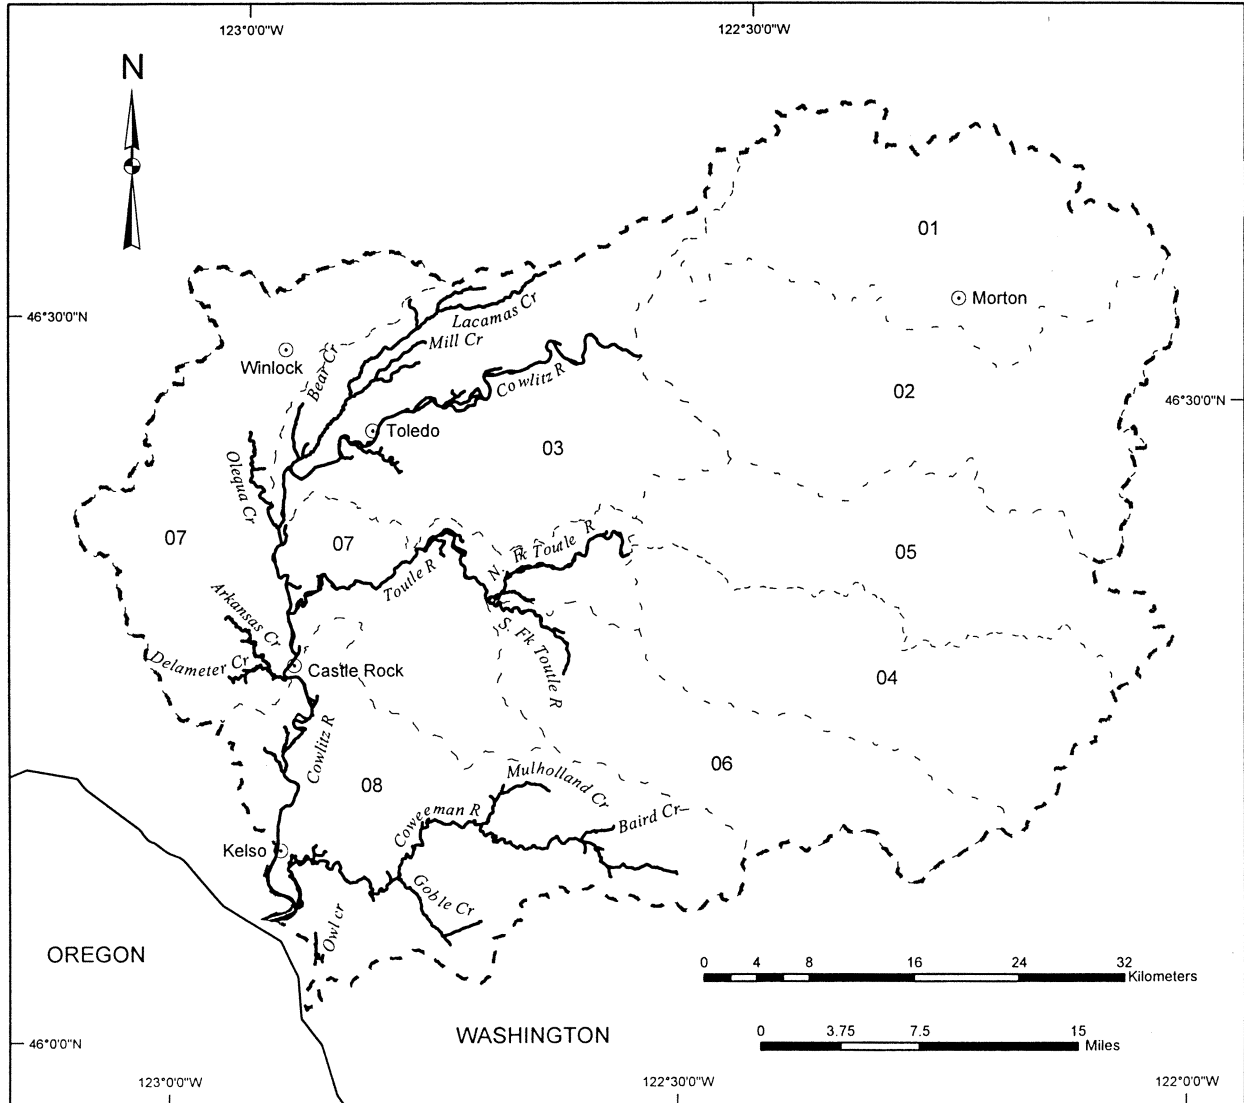 123°0'0"W
122°30'0"W
N
01
Morton
46°30'0"N
Lacamas Cr
Mill Cr
Winlock
Bear Cr
Cowlitz R
02
46°30'0"N
Toledo
03
Olequa Cr
07
07
N. Fk Toutle R
05
Toutle R
Arkansas Cr
S. Fk Toutle R
Delameter Cr
Castle Rock
04
Cowlitz R
06
08
Mulholland Cr
Coweeman R
Baird Cr
Kelso
Goble Cr
Owl cr
OREGON
0 4 8 16 24 32
Kilometers
WASHINGTON
0 3.75 7.5 15
Miles
46°0'0"N
123°0'0"W
122°30'0"W
122°0'0"W